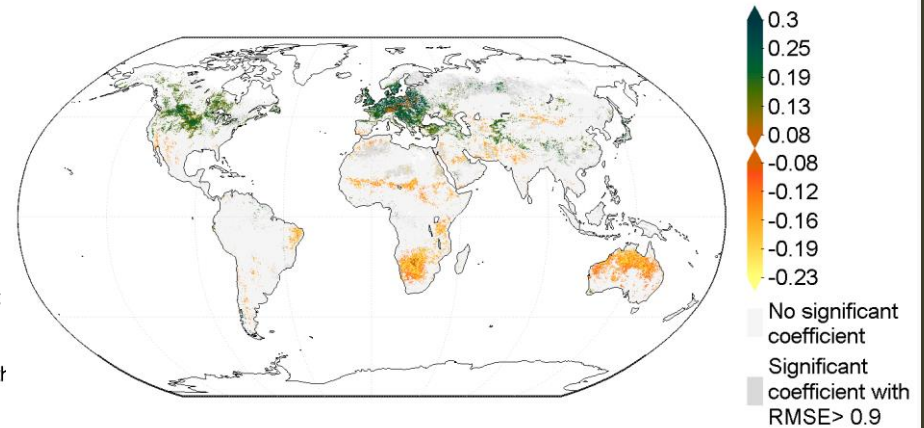 0.3
0.25
0.19
0.13
0.08
-0.08
-0.12
-0.16
-0.19
-0.23
No significant
coefficient
Significant
coefficient with
RMSE> 0.9